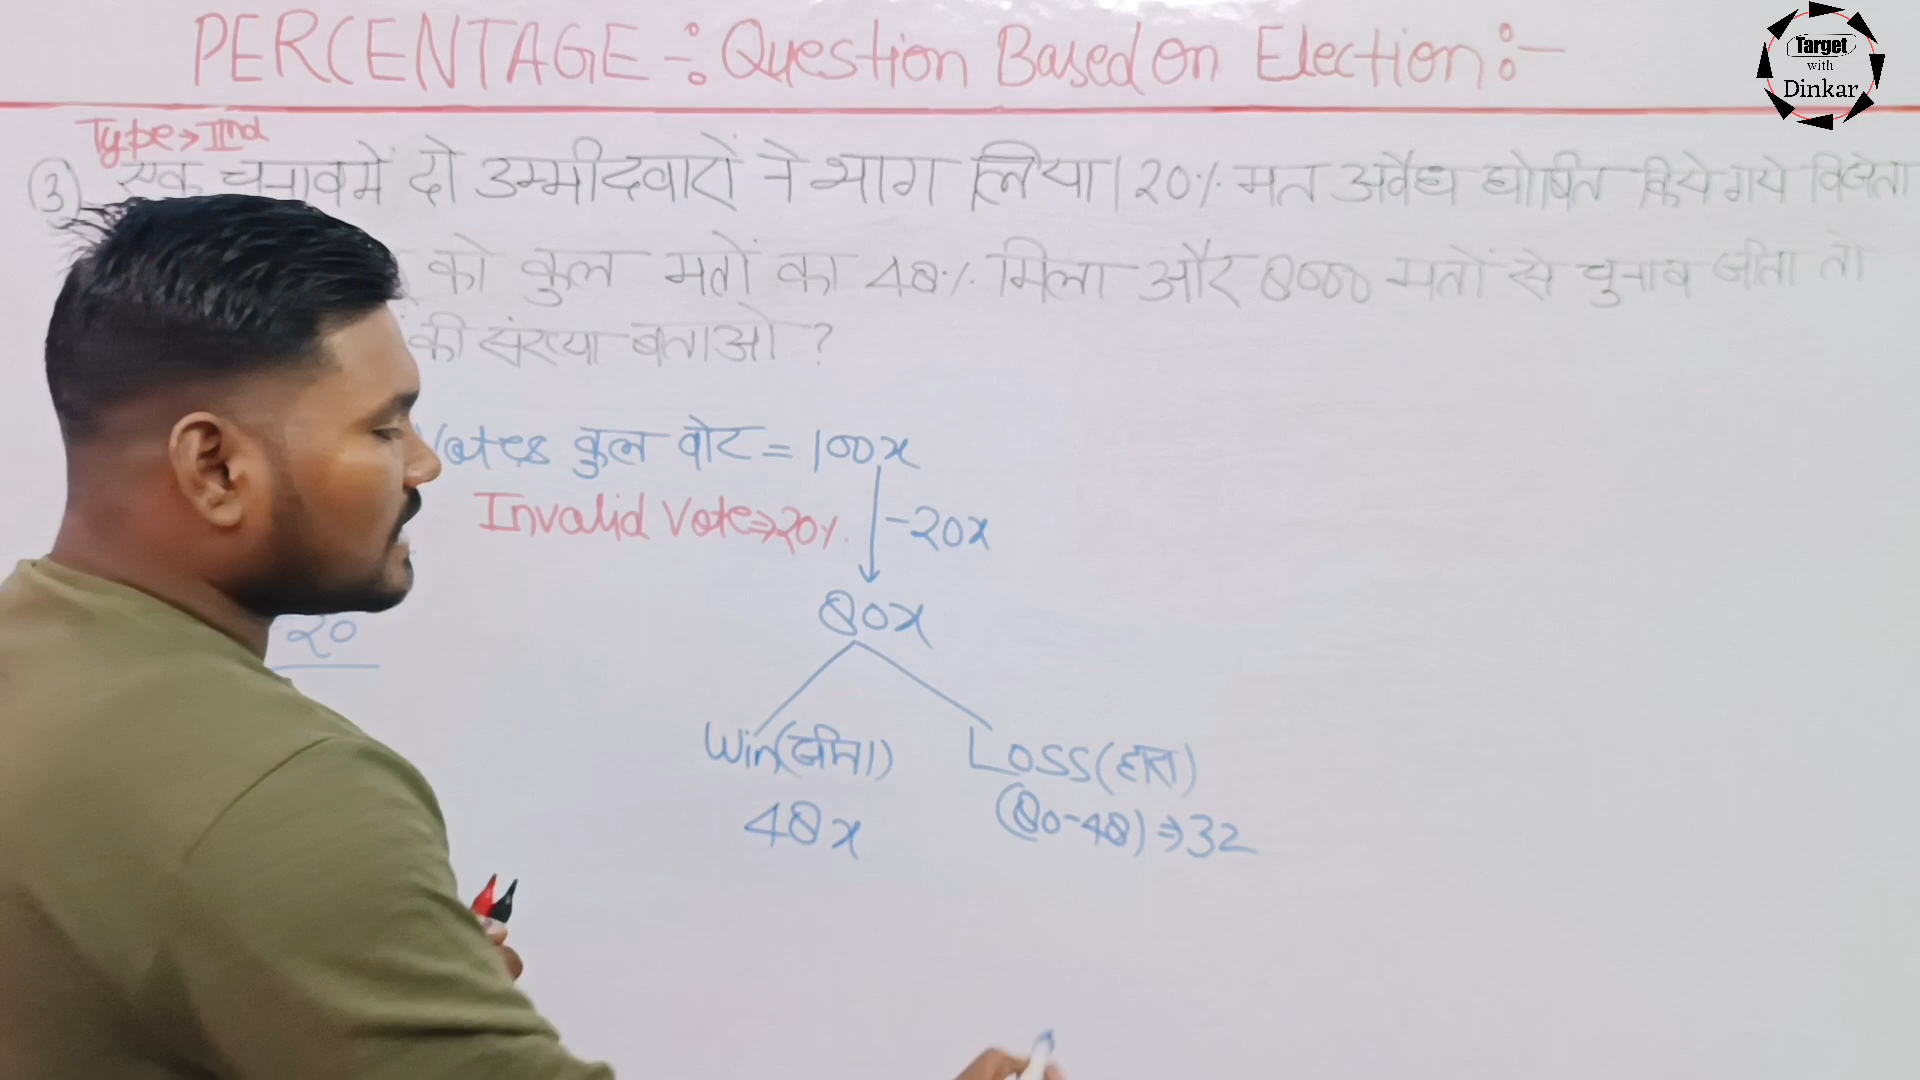 PERCENTAGE -: Question Based on Election :-
Target
with
Dinkar
Type → IInd
(3) एक चनाव में दो उम्मीदवारों ने भाग लिया । 20% मत अवैध घोषित किये गये विजेता
को कुल मतों का 48% मिला और 8000 मतों से चुनाव जीता तो
की संख्या बताओ ?
Votes कुल वोट = 100x
Invalid Vote ⇒ 20%
-20x
80x
20
Win (जीता) Loss (हारा)
48x (80-48) ⇒ 32